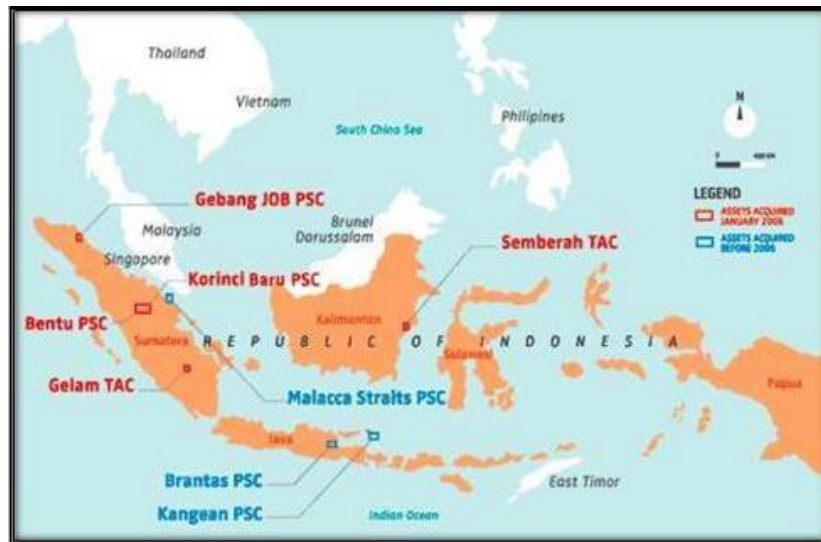 Thailand
Vietnam
South China Sea
Philipines
N
0
LEGEND
ASSETS ACQUIRED
JANUARY 2006
ASSETS ACQUIRED
BEFORE 2006
Gebang JOB PSC
Malaysia
Singapore
Brunei
Darussalam
Semberah TAC
Korinci Baru PSC
Bentu PSC
Kalimantan
REPUBLIC OF INDONESIA
Sulawesi
Gelam TAC
Malacca Straits PSC
Papua
Java
Brantas PSC
East Timor
Kangean PSC
Indian Ocean